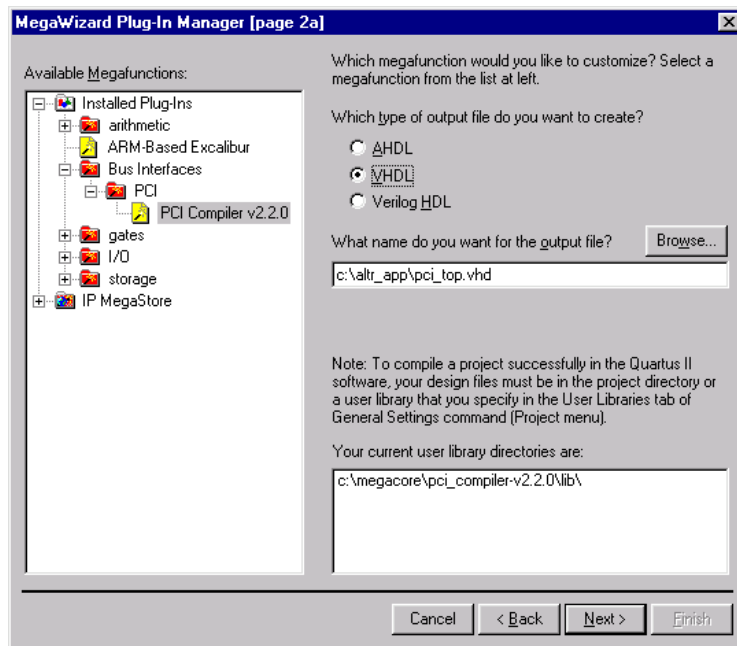 MegaWizard Plug-In Manager [page 2a]
Available Megafunctions:
Installed Plug-Ins
arithmetic
ARM-Based Excalibur
Bus Interfaces
PCI
PCI Compiler v2.2.0
gates
I/O
storage
IP MegaStore
Which megafunction would you like to customize? Select a
megafunction from the list at left.
Which type of output file do you want to create?
AHDL
VHDL
Verilog HDL
What name do you want for the output file?
Browse...
c:\altr_app\pci_top.vhd
Note: To compile a project successfully in the Quartus II
software, your design files must be in the project directory or
a user library that you specify in the User Libraries tab of
General Settings command (Project menu).
Your current user library directories are:
c:\megacore\pci_compiler-v2.2.0\lib\
Cancel
< Back
Next >
Finish